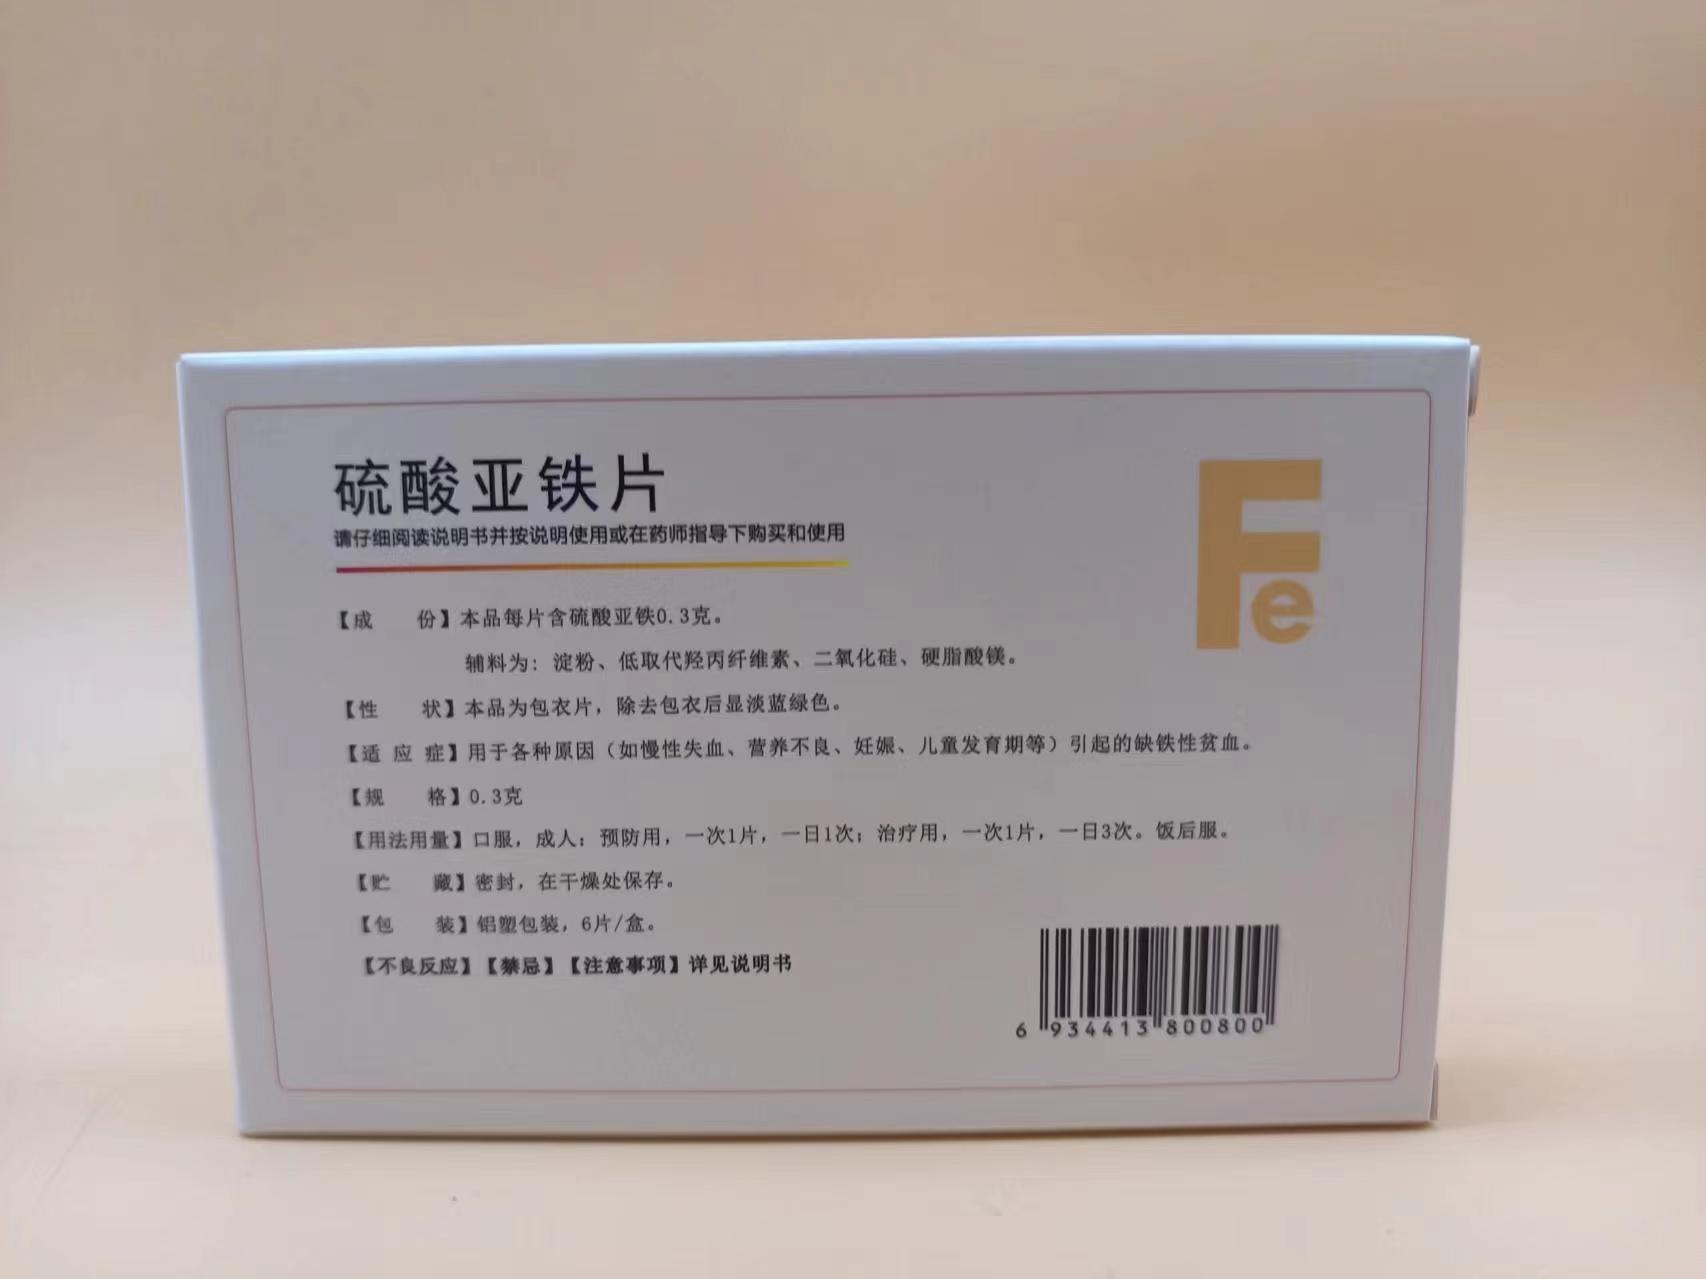 硫酸亚铁片
请仔细阅读说明书并按说明使用或在药师指导下购买和使用
Fe
【成　　份】本品每片含硫酸亚铁0.3克。
辅料为：淀粉、低取代羟丙纤维素、二氧化硅、硬脂酸镁。
【性　　状】本品为包衣片，除去包衣后显淡蓝绿色。
【适 应 症】用于各种原因（如慢性失血、营养不良、妊娠、儿童发育期等）引起的缺铁性贫血。
【规　　格】0.3克
【用法用量】口服，成人：预防用，一次1片，一日1次；治疗用，一次1片，一日3次。饭后服。
【贮　　藏】密封，在干燥处保存。
【包　　装】铝塑包装，6片/盒。
【不良反应】【禁忌】【注意事项】详见说明书
6 934413 800800